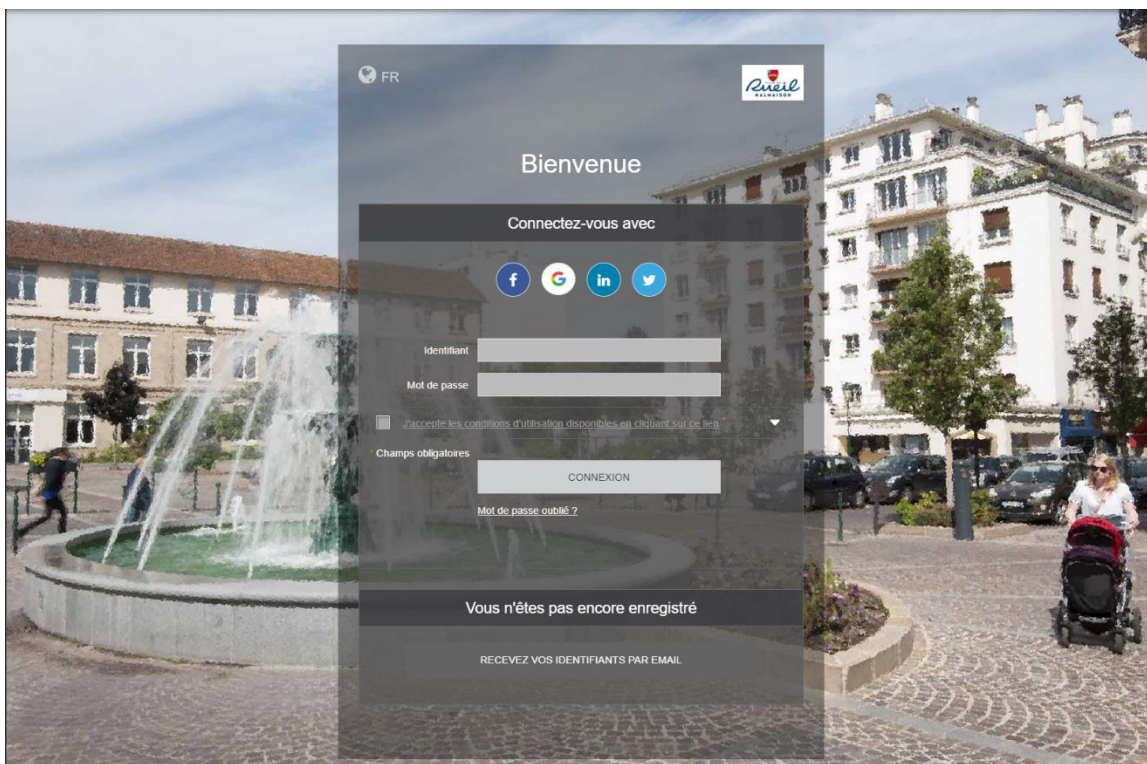 FR
Rueil
MALMAISON
Bienvenue
Connectez-vous avec
f
G
in
Identifiant
Mot de passe
J'accepte les conditions d'utilisation disponibles en cliquant sur ce lien *
* Champs obligatoires
CONNEXION
Mot de passe oublié ?
Vous n'êtes pas encore enregistré
RECEVEZ VOS IDENTIFIANTS PAR EMAIL